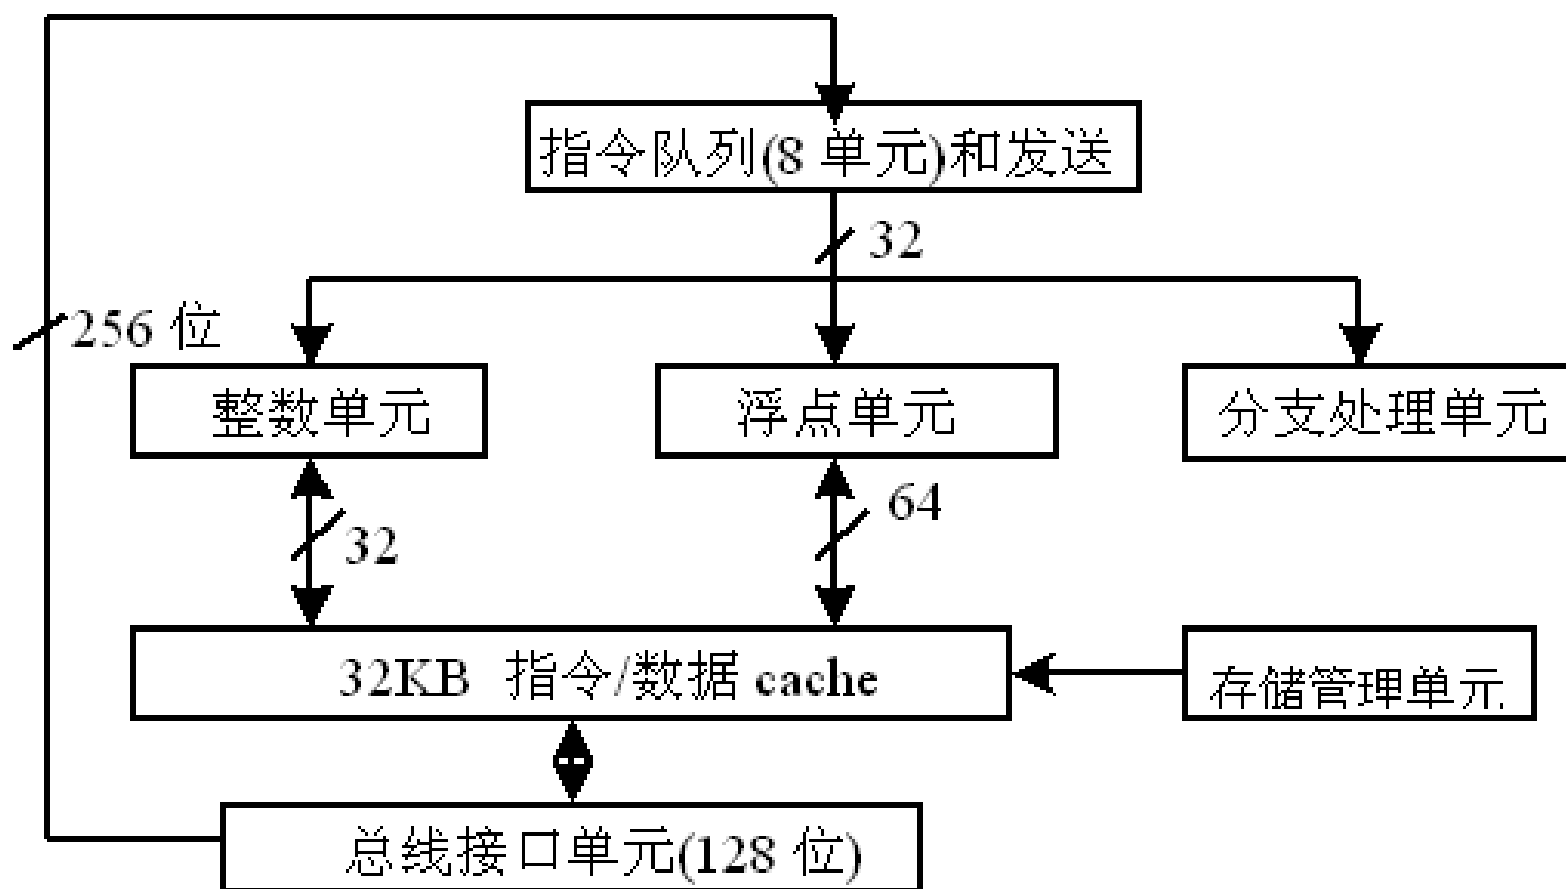 指令队列(8 单元)和发送
32
256 位
整数单元
浮点单元
分支处理单元
64
32
32KB 指令/数据 cache
存储管理单元
总线接口单元(128 位)